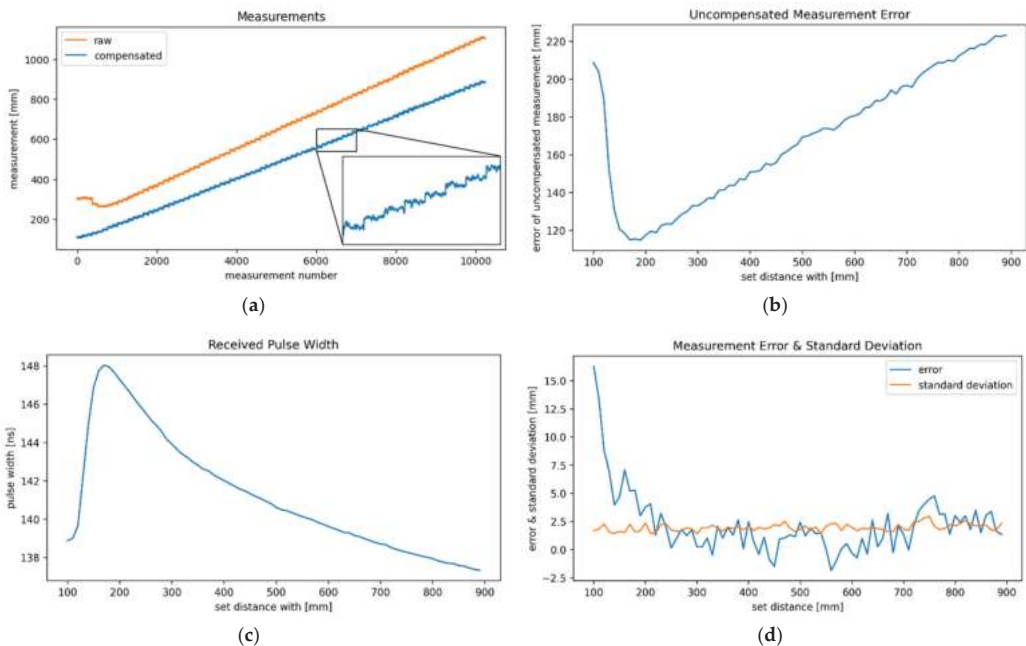 Measurements
raw
compensated
measurement [mm]
1000
800
600
400
200
0 2000 4000 6000 8000 10000
measurement number
(a)
Uncompensated Measurement Error
error of uncompensated measurement [mm]
220
200
180
160
140
120
100 200 300 400 500 600 700 800 900
set distance with [mm]
(b)
Received Pulse Width
pulse width [ns]
148
146
144
142
140
138
100 200 300 400 500 600 700 800 900
set distance with [mm]
(c)
Measurement Error & Standard Deviation
error
standard deviation
error & standard deviation [mm]
15.0
12.5
10.0
7.5
5.0
2.5
0.0
−2.5
100 200 300 400 500 600 700 800 900
set distance [mm]
(d)